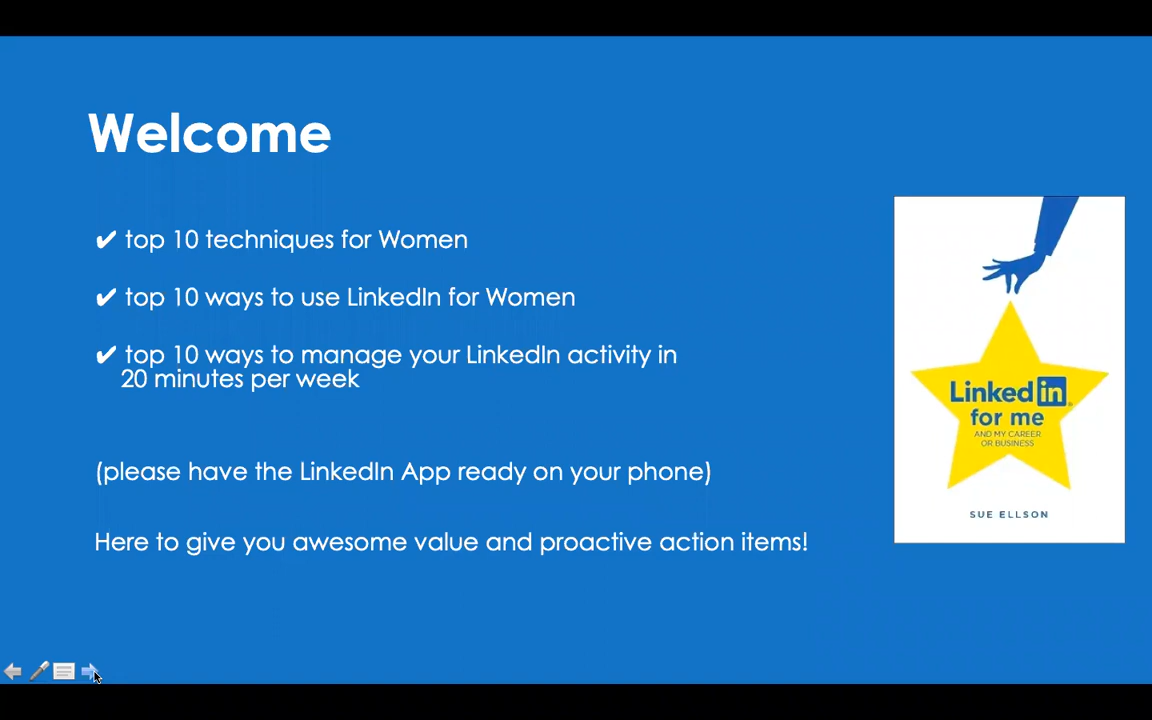 Welcome
✔ top 10 techniques for Women
✔ top 10 ways to use LinkedIn for Women
✔ top 10 ways to manage your LinkedIn activity in
20 minutes per week
(please have the LinkedIn App ready on your phone)
Here to give you awesome value and proactive action items!
Linked in
for me
AND MY CAREER
OR BUSINESS
SUE ELLSON